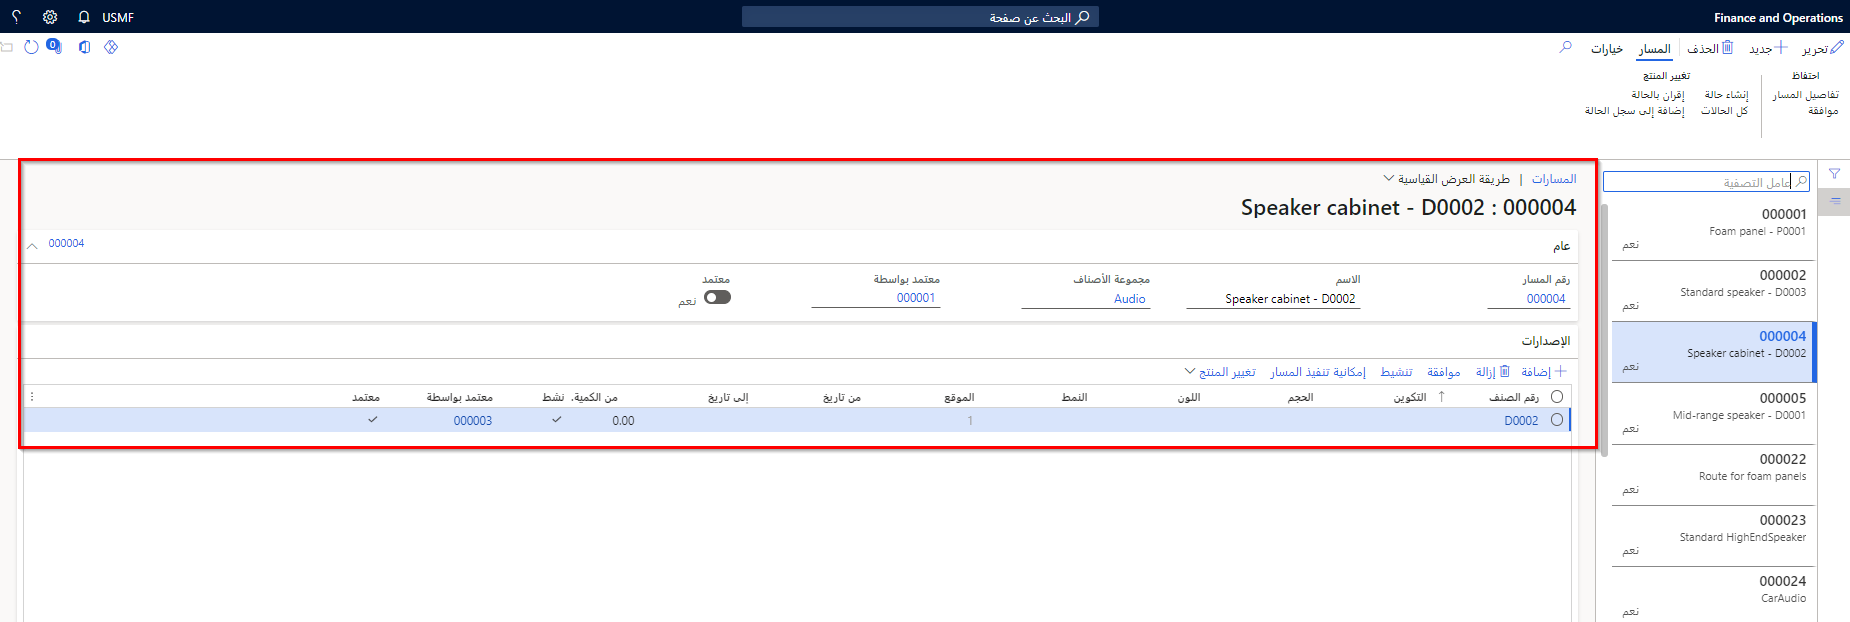 Finance and Operations
البحث عن صفحة
USMF
؟
تحرير
جديد
الحذف
المسار
خيارات
0
احتفاظ
تفاصيل المسار
موافقة
تغيير المنتج
إنشاء حالة
إقران بالحالة
كل الحالات
إضافة إلى سجل الحالة
عامل التصفية
000001
Foam panel - P0001
نعم
000002
Standard speaker - D0003
نعم
000004
Speaker cabinet - D0002
نعم
000005
Mid-range speaker - D0001
نعم
000022
Route for foam panels
نعم
000023
Standard HighEndSpeaker
نعم
000024
CarAudio
نعم
المسارات | طريقة العرض القياسية
Speaker cabinet - D0002 : 000004
عام
000004
رقم المسار
000004
الاسم
Speaker cabinet - D0002
مجموعة الأصناف
Audio
معتمد بواسطة
000001
معتمد
نعم
الإصدارات
إضافة
إزالة
موافقة
تنشيط
إمكانية تنفيذ المسار
تغيير المنتج
رقم الصنف التكوين الحجم اللون النمط الموقع من تاريخ إلى تاريخ من الكمية. نشط معتمد بواسطة معتمد
D0002 1 0.00 000003